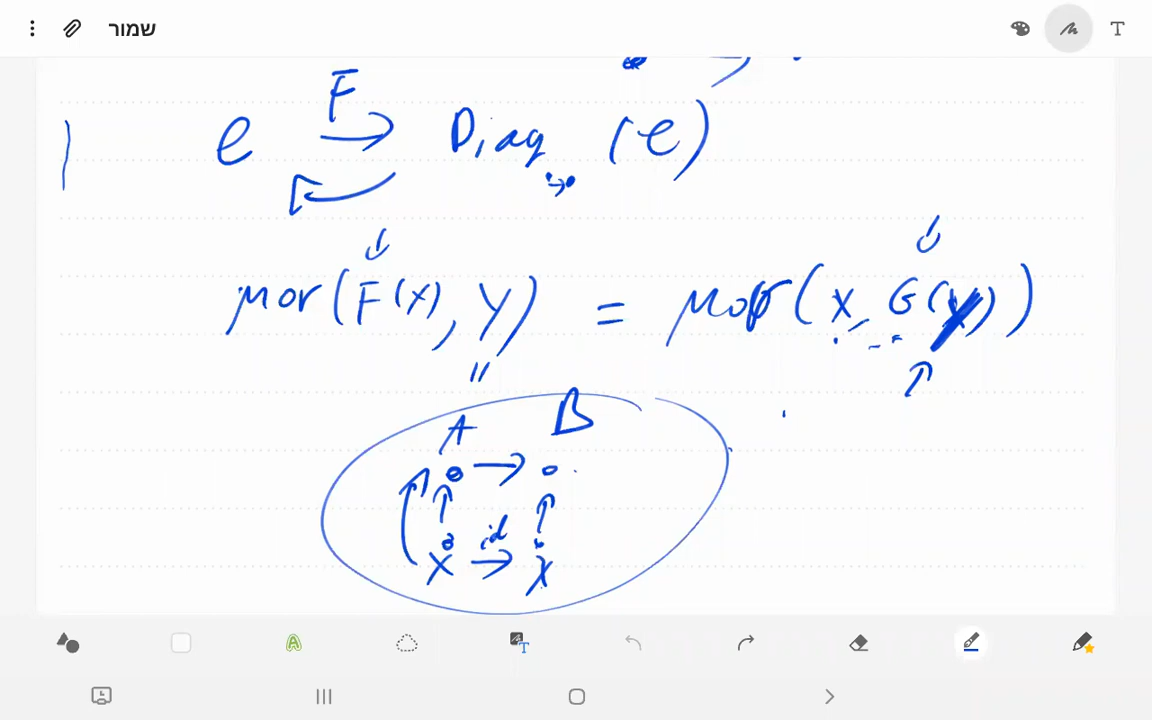 שמור
T
F
e → Diag •→• (e)
mor(F(X), Y) = mor(X, G(Y))
"
A B
→
id
X → X